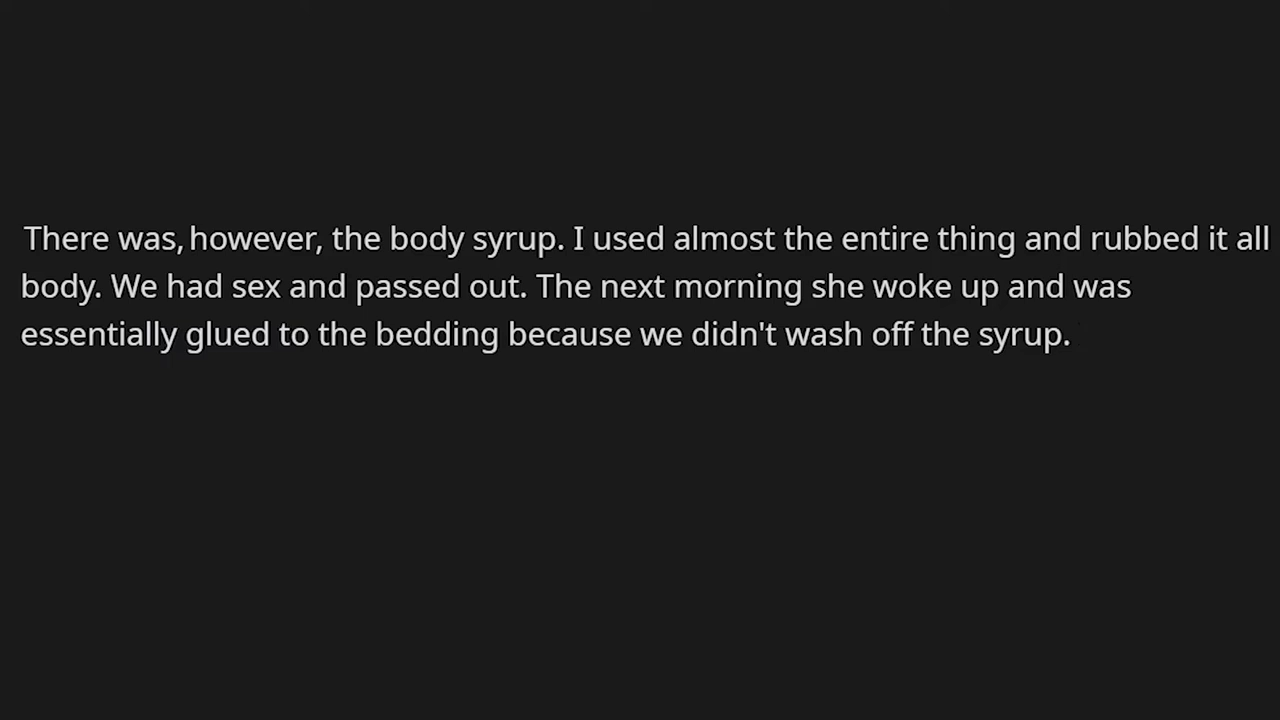 There was, however, the body syrup. I used almost the entire thing and rubbed it all
body. We had sex and passed out. The next morning she woke up and was
essentially glued to the bedding because we didn't wash off the syrup.